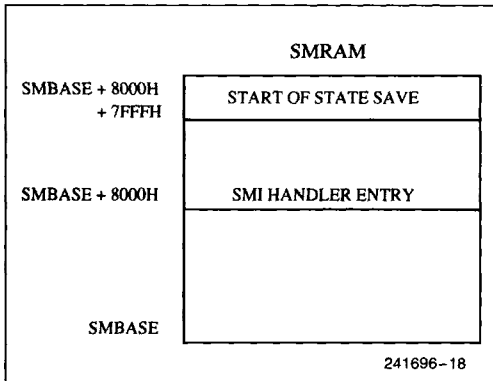 SMRAM
SMBASE + 8000H
+ 7FFFH
START OF STATE SAVE
SMBASE + 8000H
SMI HANDLER ENTRY
SMBASE
241696-18